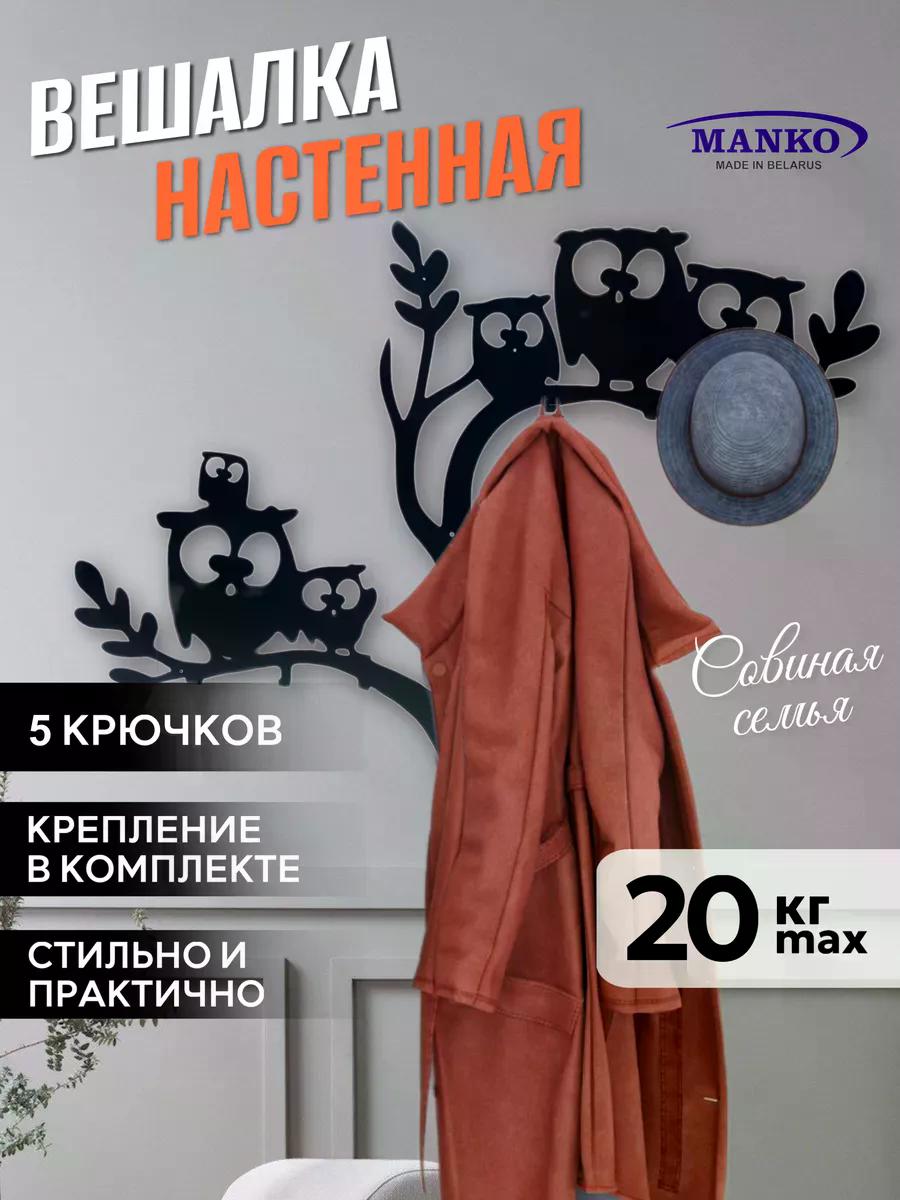 ВЕШАЛКА
НАСТЕННАЯ
MANKO
MADE IN BELARUS
Совиная
семья
5 КРЮЧКОВ
КРЕПЛЕНИЕ
В КОМПЛЕКТЕ
СТИЛЬНО И
ПРАКТИЧНО
20 кг
max